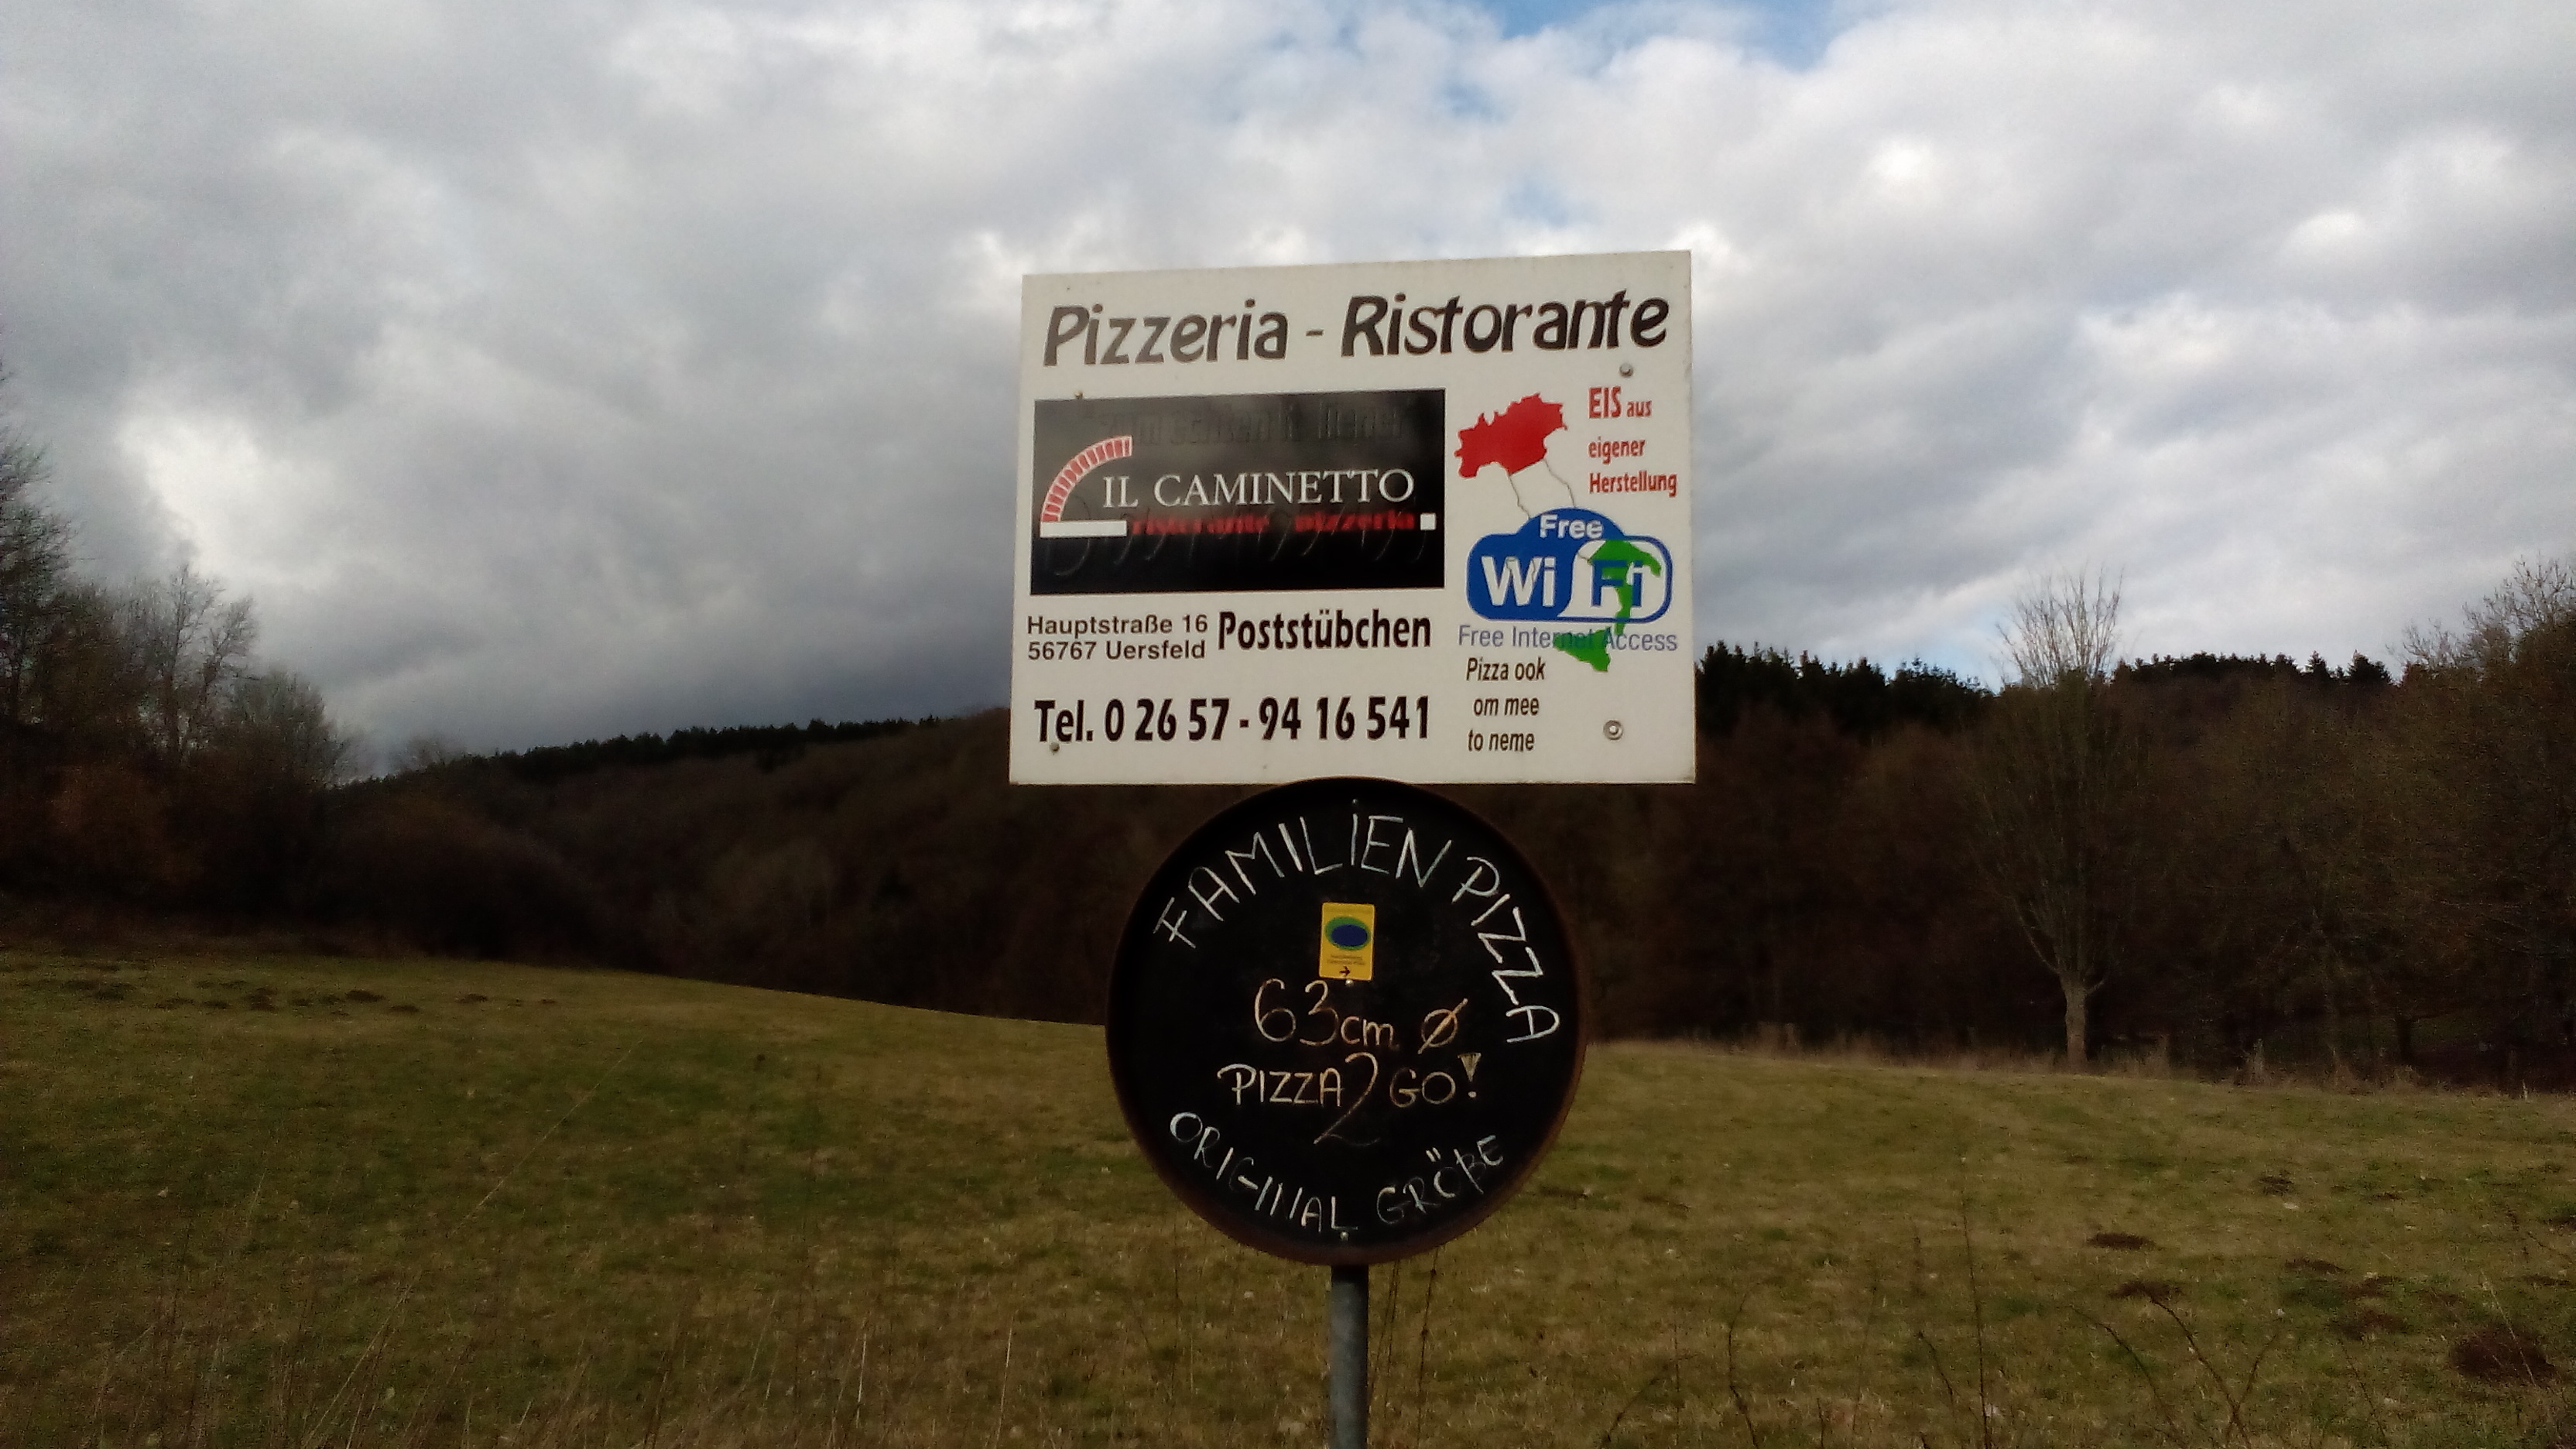 Pizzeria - Ristorante
IL CAMINETTO
ristorante pizzeria
EIS aus
eigener
Herstellung
Free
Wi Fi
Free Internet Access
Hauptstraße 16
56767 Uersfeld
Poststübchen
Tel. 0 26 57 - 94 16 541
Pizza ook
om mee
to neme
FAMILIEN PIZZA
63cm Ø
PIZZA 2 GO!
ORIGINAL GRÖßE